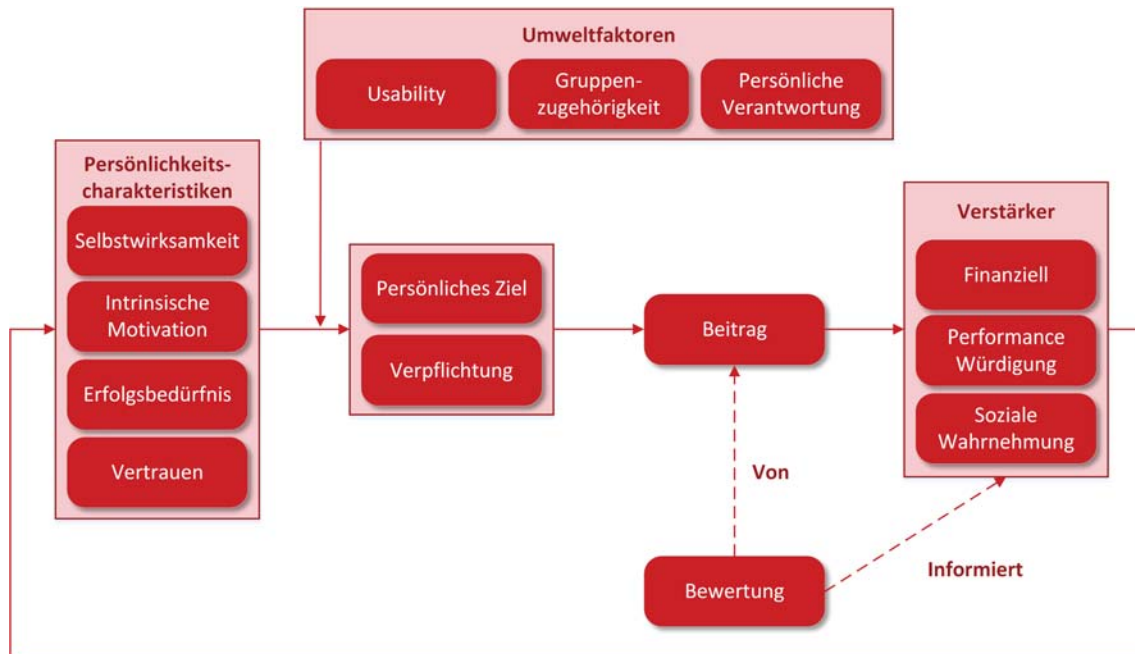 Umweltfaktoren
Usability
Gruppen-
zugehörigkeit
Persönliche
Verantwortung
Persönlichkeits-
charakteristiken
Selbstwirksamkeit
Intrinsische
Motivation
Erfolgsbedürfnis
Vertrauen
Persönliches Ziel
Verpflichtung
Beitrag
Verstärker
Finanziell
Performance
Würdigung
Soziale
Wahrnehmung
Von
Informiert
Bewertung